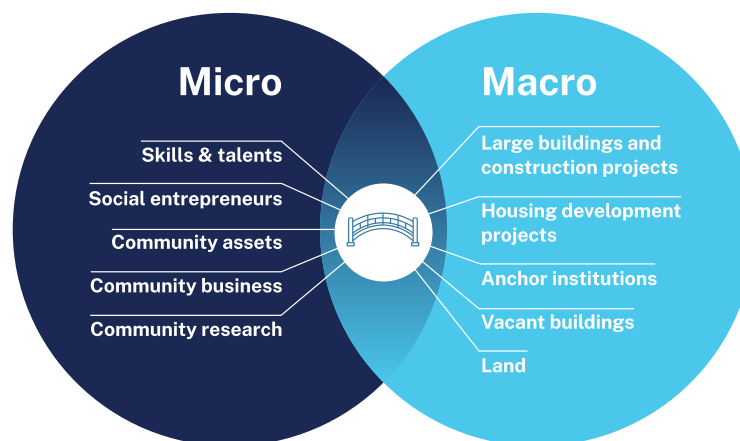 Micro
Skills & talents
Social entrepreneurs
Community assets
Community business
Community research
Macro
Large buildings and
construction projects
Housing development
projects
Anchor institutions
Vacant buildings
Land